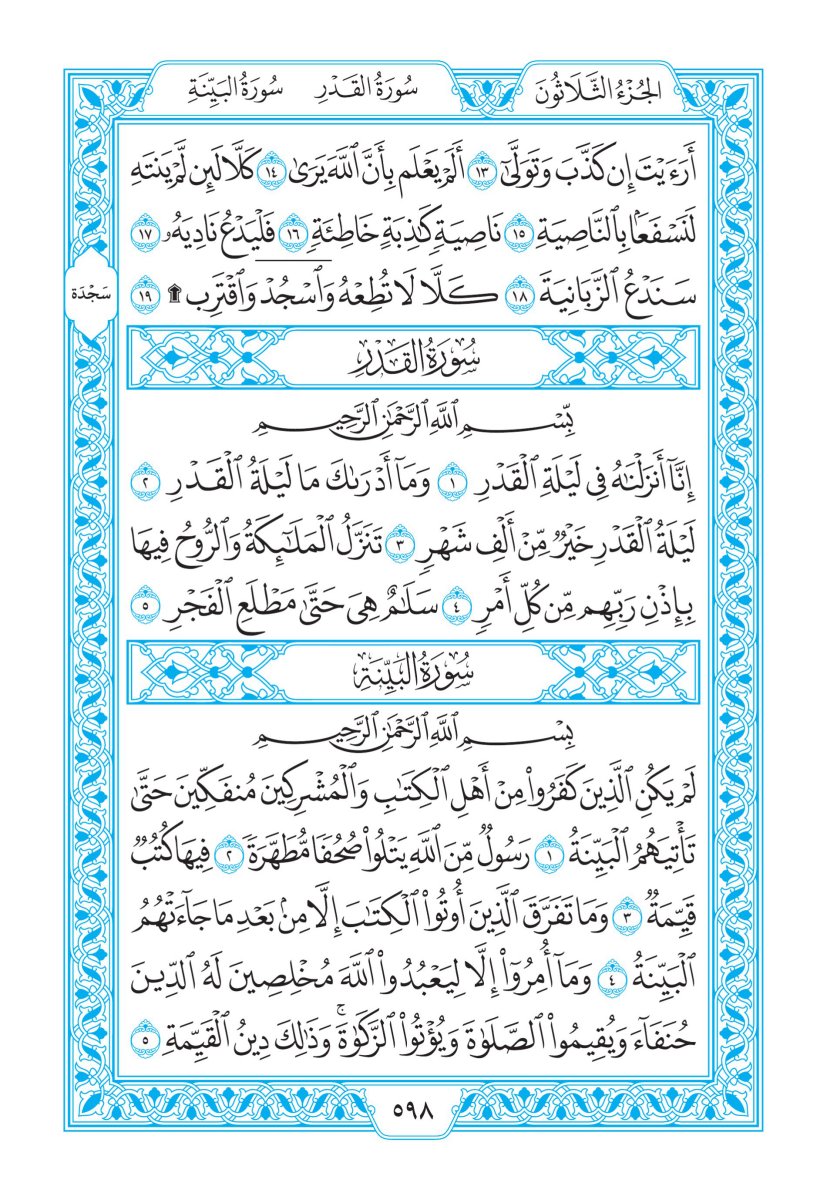 الجُزْءُ الثَّلَاثُونَ سُورَةُ القَدْرِ سُورَةُ البَيِّنَةِ
أَرَءَيْتَ إِن كَذَّبَ وَتَوَلَّىٰٓ ١٣ أَلَمْ يَعْلَم بِأَنَّ ٱللَّهَ يَرَىٰ ١٤ كَلَّا لَئِن لَّمْ يَنتَهِ
لَنَسْفَعًۢا بِٱلنَّاصِيَةِ ١٥ نَاصِيَةٍ كَٰذِبَةٍ خَاطِئَةٍ ١٦ فَلْيَدْعُ نَادِيَهُۥ ١٧
سَنَدْعُ ٱلزَّبَانِيَةَ ١٨ كَلَّا لَا تُطِعْهُ وَٱسْجُدْ وَٱقْتَرِب ۩ ١٩
سَجْدَة
سُورَةُ القَدْرِ
بِسْمِ ٱللَّهِ ٱلرَّحْمَٰنِ ٱلرَّحِيمِ
إِنَّآ أَنزَلْنَٰهُ فِى لَيْلَةِ ٱلْقَدْرِ ١ وَمَآ أَدْرَىٰكَ مَا لَيْلَةُ ٱلْقَدْرِ ٢
لَيْلَةُ ٱلْقَدْرِ خَيْرٌ مِّنْ أَلْفِ شَهْرٍ ٣ تَنَزَّلُ ٱلْمَلَٰٓئِكَةُ وَٱلرُّوحُ فِيهَا
بِإِذْنِ رَبِّهِم مِّن كُلِّ أَمْرٍ ٤ سَلَٰمٌ هِىَ حَتَّىٰ مَطْلَعِ ٱلْفَجْرِ ٥
سُورَةُ البَيِّنَةِ
بِسْمِ ٱللَّهِ ٱلرَّحْمَٰنِ ٱلرَّحِيمِ
لَمْ يَكُنِ ٱلَّذِينَ كَفَرُوا۟ مِنْ أَهْلِ ٱلْكِتَٰبِ وَٱلْمُشْرِكِينَ مُنفَكِّينَ حَتَّىٰ
تَأْتِيَهُمُ ٱلْبَيِّنَةُ ١ رَسُولٌ مِّنَ ٱللَّهِ يَتْلُوا۟ صُحُفًا مُّطَهَّرَةً ٢ فِيهَا كُتُبٌ
قَيِّمَةٌ ٣ وَمَا تَفَرَّقَ ٱلَّذِينَ أُوتُوا۟ ٱلْكِتَٰبَ إِلَّا مِنۢ بَعْدِ مَا جَآءَتْهُمُ
ٱلْبَيِّنَةُ ٤ وَمَآ أُمِرُوٓا۟ إِلَّا لِيَعْبُدُوا۟ ٱللَّهَ مُخْلِصِينَ لَهُ ٱلدِّينَ
حُنَفَآءَ وَيُقِيمُوا۟ ٱلصَّلَوٰةَ وَيُؤْتُوا۟ ٱلزَّكَوٰةَ ۚ وَذَٰلِكَ دِينُ ٱلْقَيِّمَةِ ٥
٥٩٨